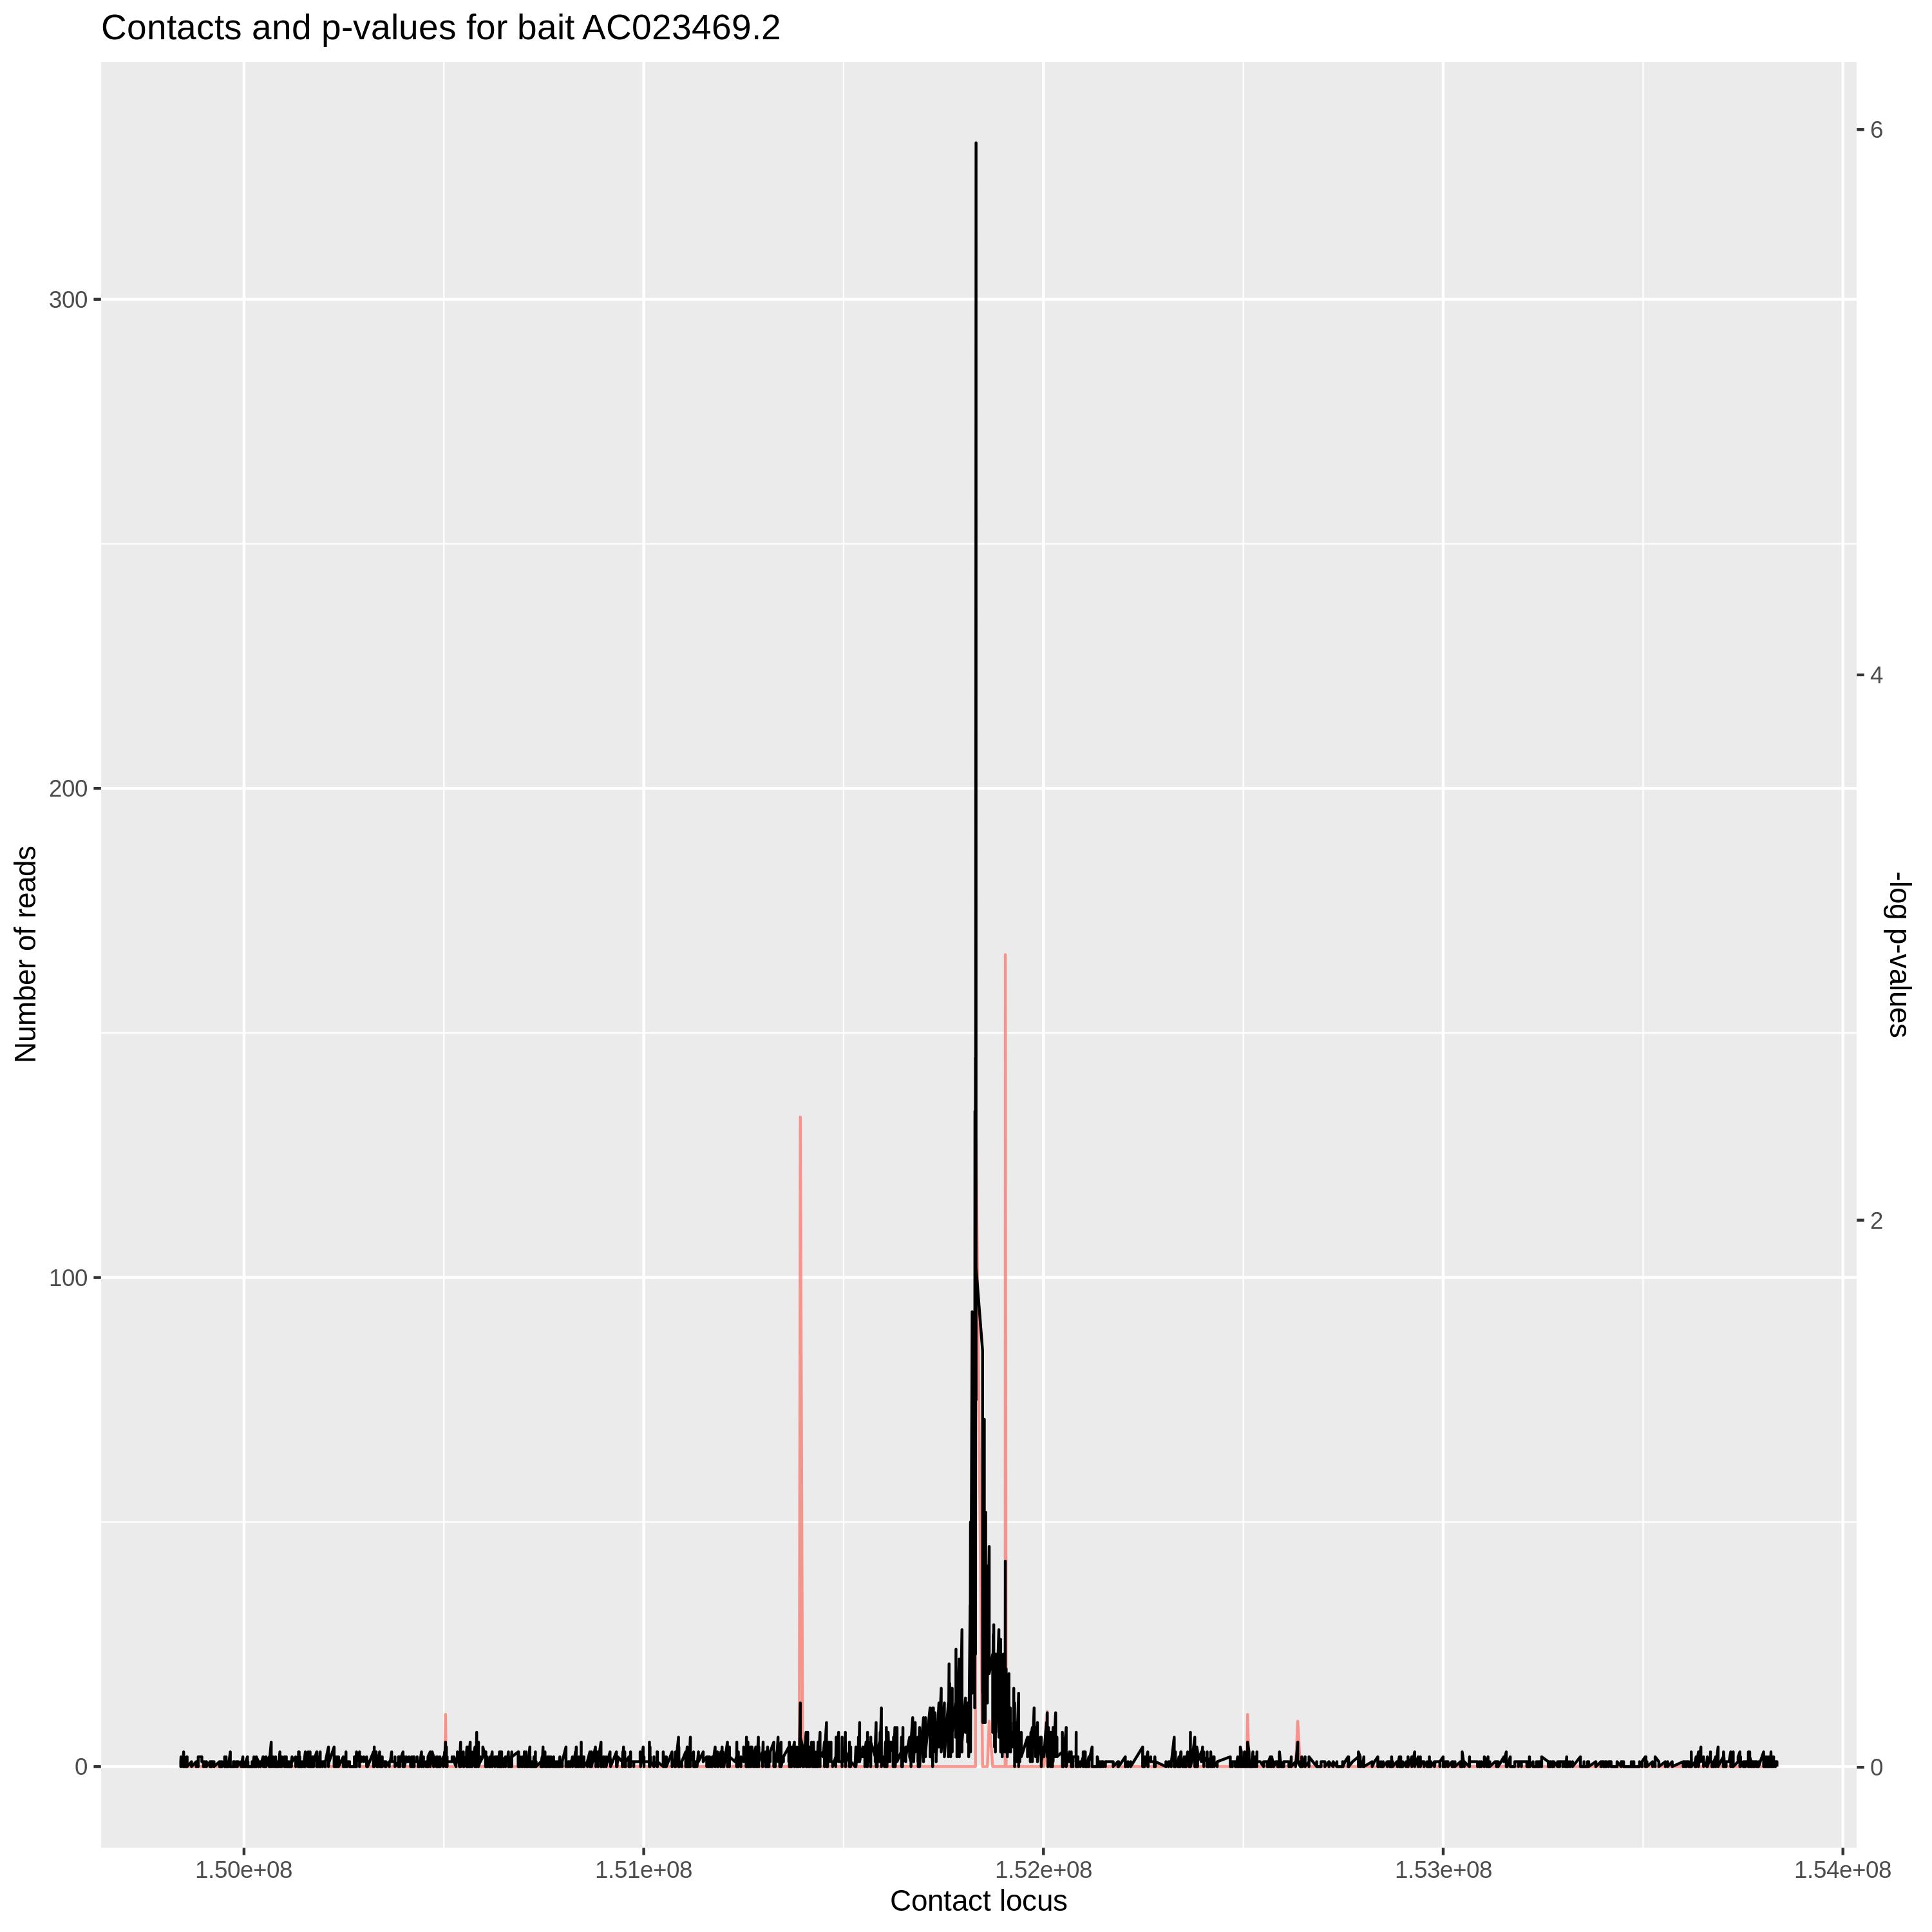 Contacts and p-values for bait AC023469.2
Number of reads
300
200
100
0
6
4
2
0
-log p-values
1.50e+08 1.51e+08 1.52e+08 1.53e+08 1.54e+08
Contact locus